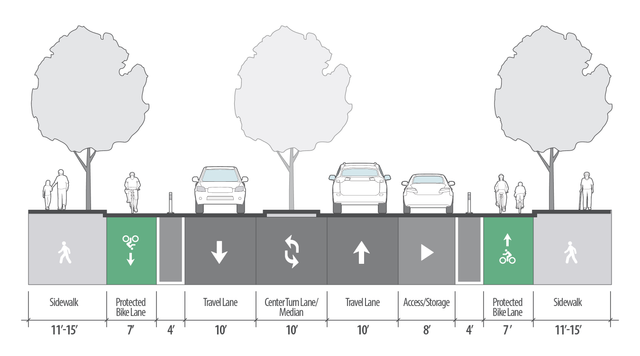 Sidewalk
Protected
Bike Lane
Travel Lane
Center Turn Lane/
Median
Travel Lane
Access/Storage
Protected
Bike Lane
Sidewalk
11'-15'
7'
4'
10'
10'
10'
8'
4'
7'
11'-15'